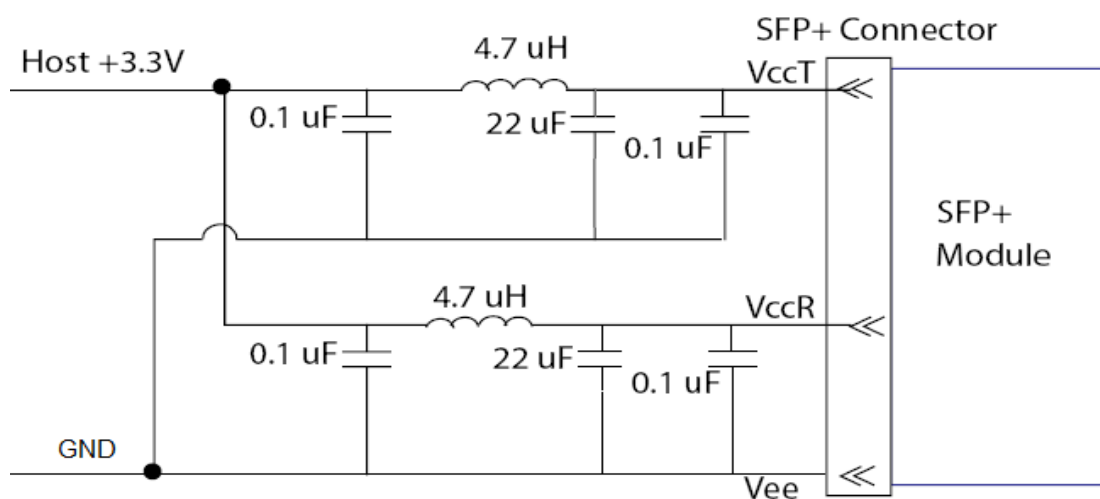 SFP+ Connector
4.7 uH
Host +3.3V
VccT
0.1 uF
22 uF
0.1 uF
SFP+
Module
4.7 uH
VccR
0.1 uF
22 uF
0.1 uF
GND
Vee